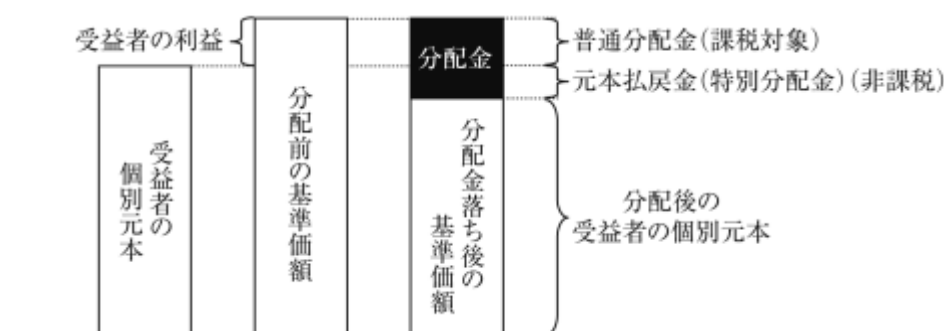 受益者の利益
受益者の
個別元本
分配前の基準価額
分配金
分配金落ち後の
基準価額
普通分配金(課税対象)
元本払戻金(特別分配金)(非課税)
分配後の
受益者の個別元本